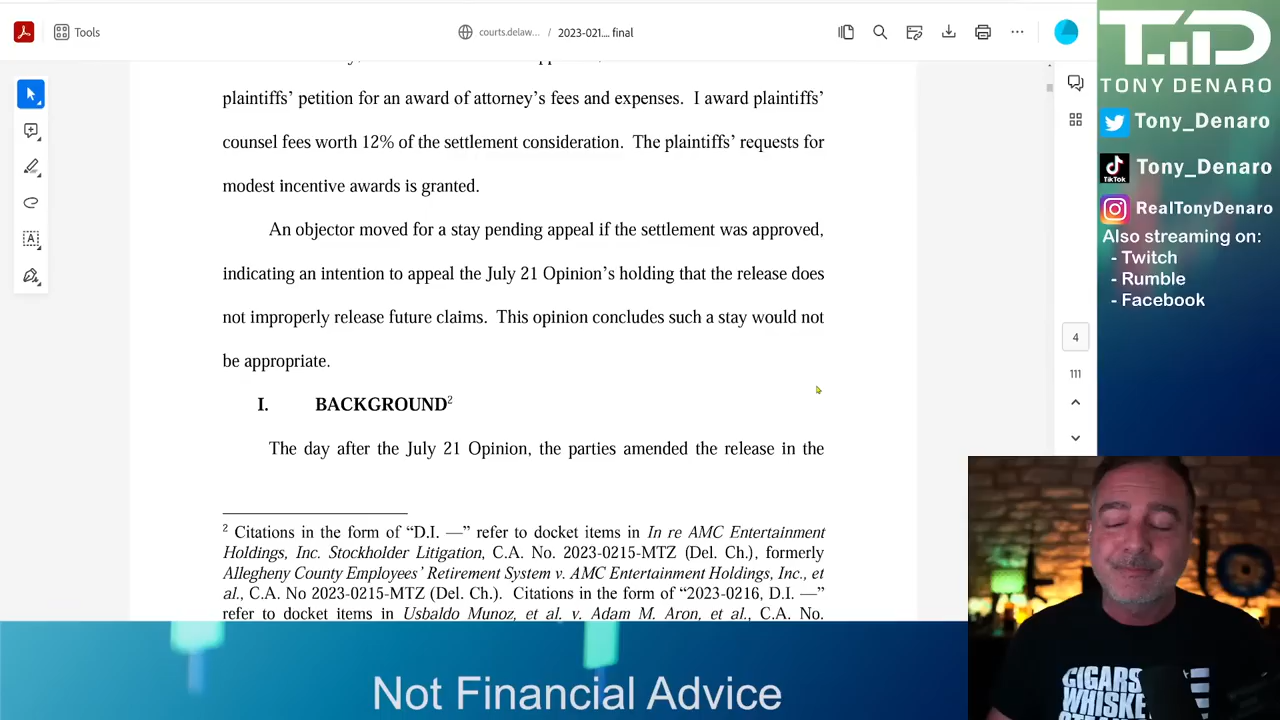 Tools
courts.delaw... / 2023-021.... final
plaintiffs’ petition for an award of attorney’s fees and expenses. I award plaintiffs’
counsel fees worth 12% of the settlement consideration. The plaintiffs’ requests for
modest incentive awards is granted.
An objector moved for a stay pending appeal if the settlement was approved,
indicating an intention to appeal the July 21 Opinion’s holding that the release does
not improperly release future claims. This opinion concludes such a stay would not
be appropriate.
I. BACKGROUND2
The day after the July 21 Opinion, the parties amended the release in the
2 Citations in the form of “D.I. —” refer to docket items in In re AMC Entertainment
Holdings, Inc. Stockholder Litigation, C.A. No. 2023-0215-MTZ (Del. Ch.), formerly
Allegheny County Employees’ Retirement System v. AMC Entertainment Holdings, Inc., et
al., C.A. No 2023-0215-MTZ (Del. Ch.). Citations in the form of “2023-0216, D.I. —”
refer to docket items in Usbaldo Munoz, et al. v. Adam M. Aron, et al., C.A. No.
4
111
TD
TONY DENARO
Tony_Denaro
TikTok
Tony_Denaro
RealTonyDenaro
Also streaming on:
- Twitch
- Rumble
- Facebook
CIGARS
WHISKE
Not Financial Advice